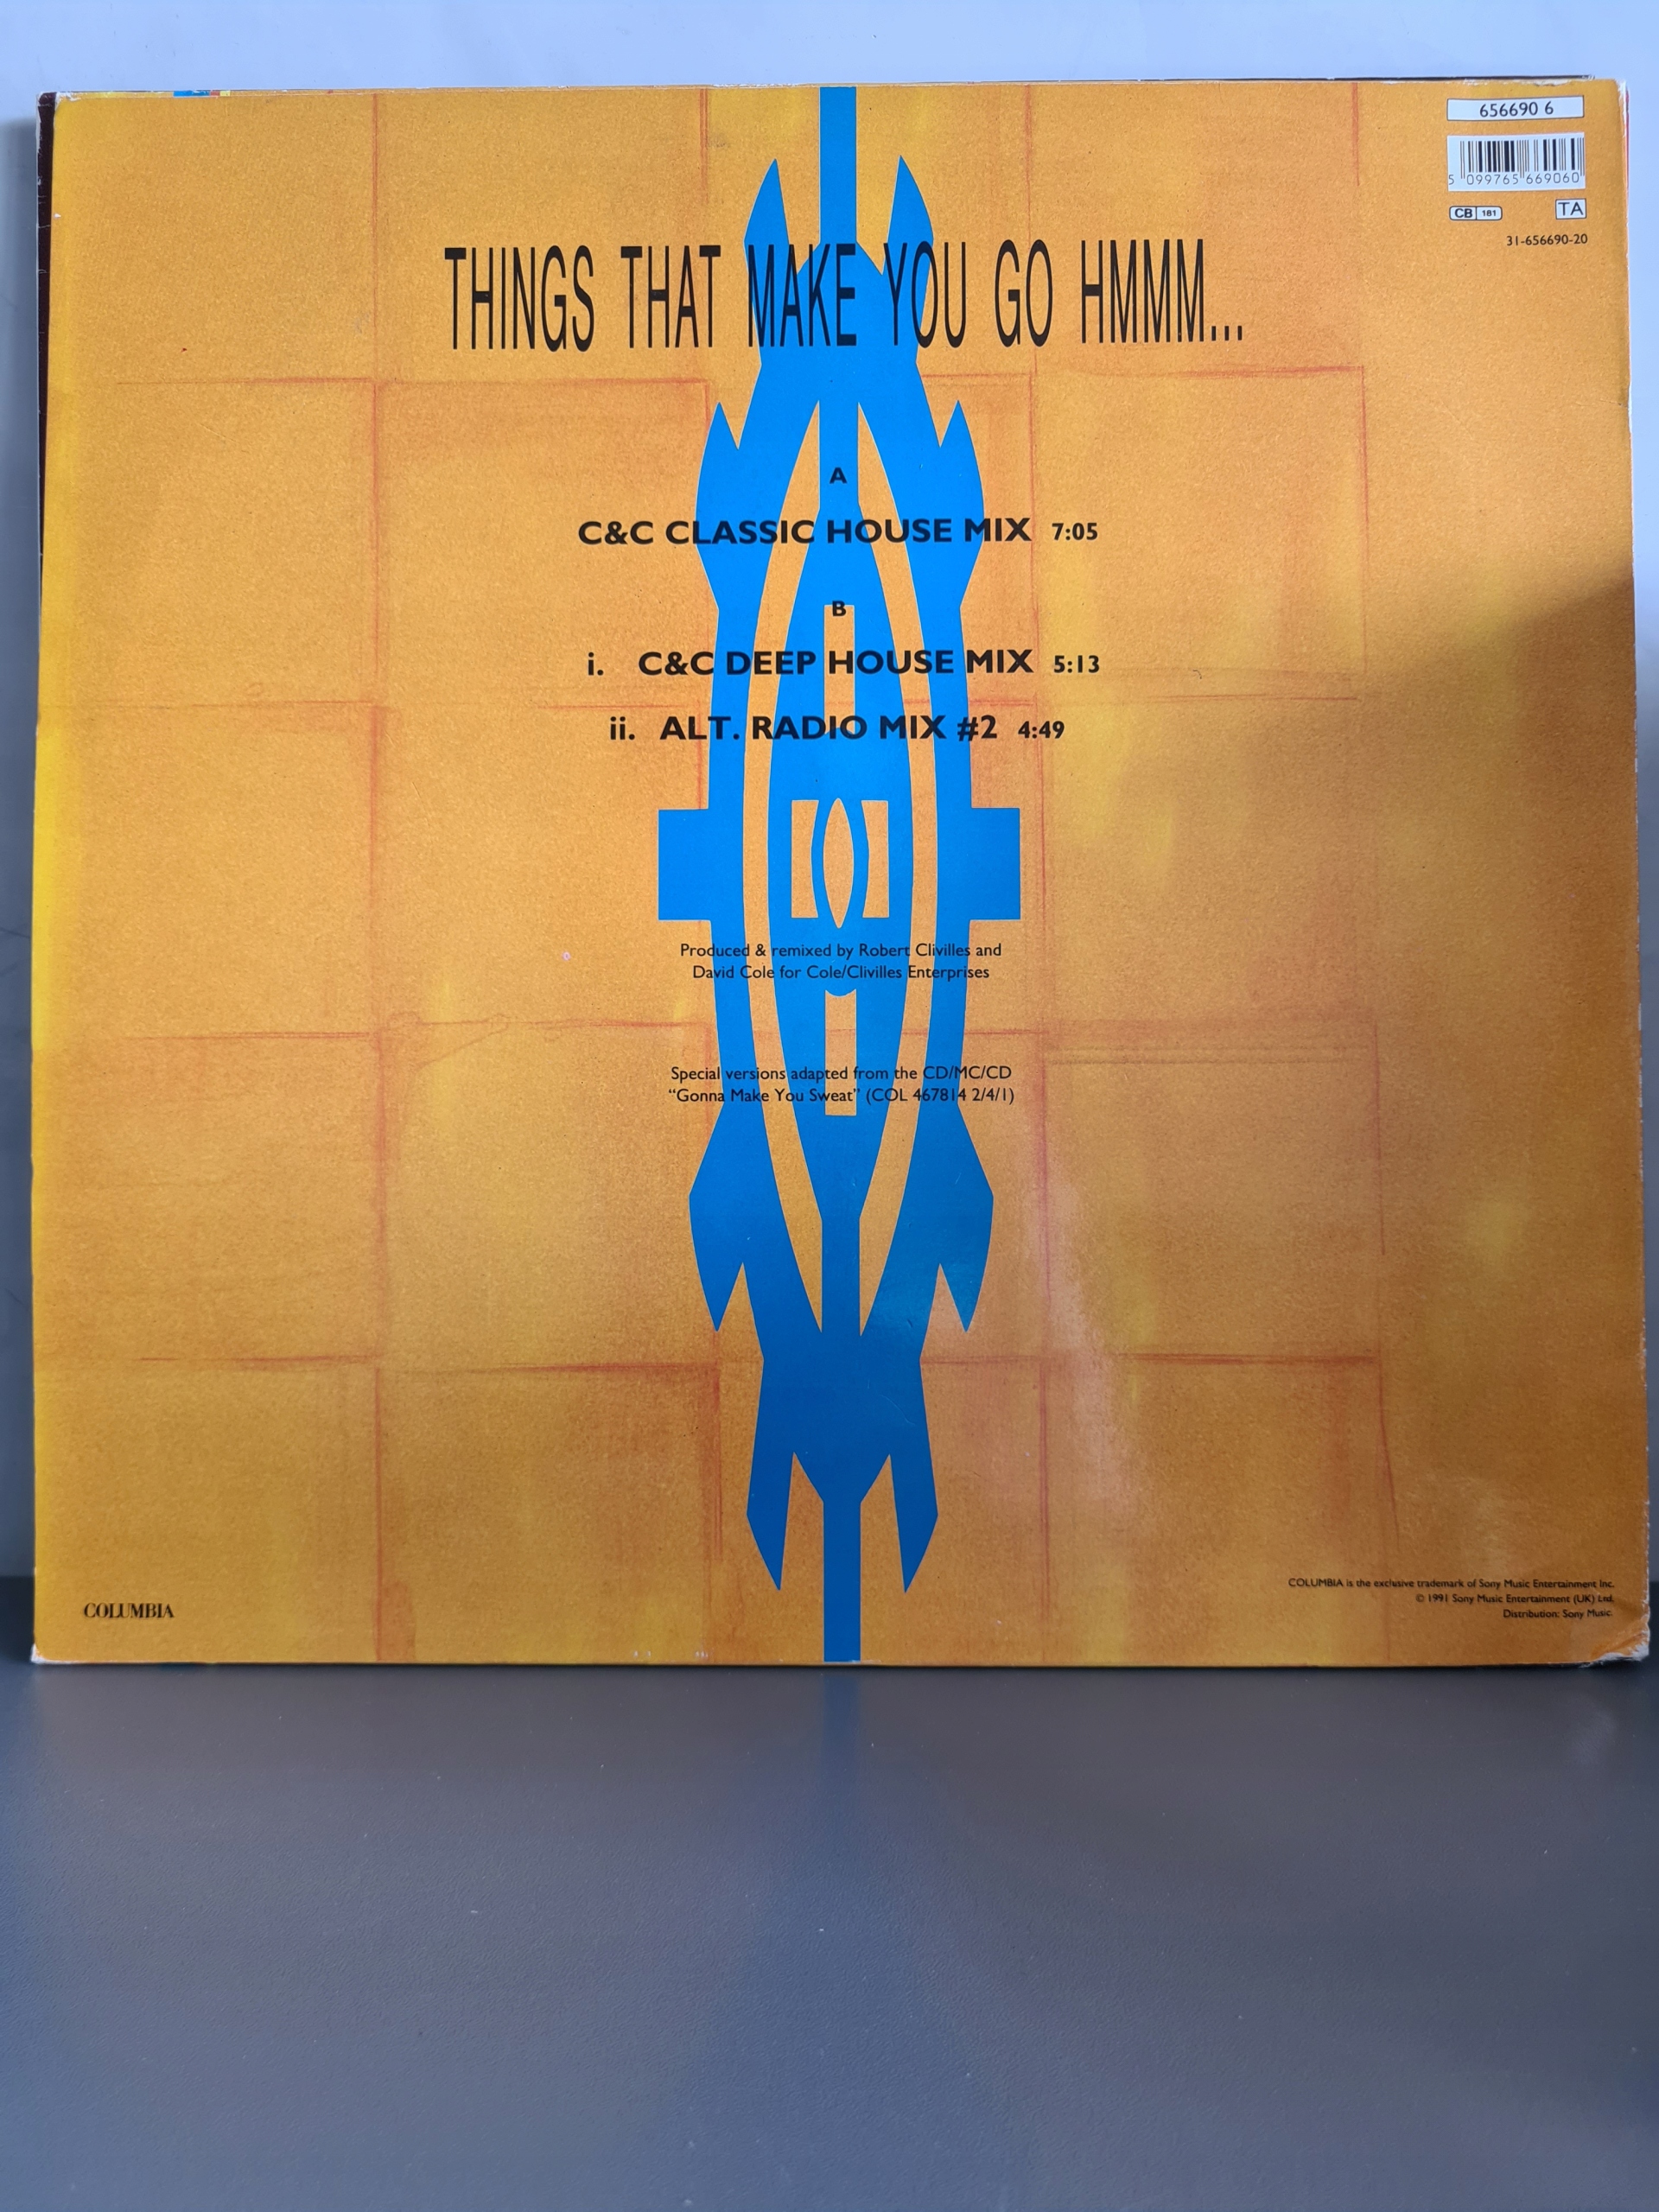 656690 6
5 099765 669060
CB 181
TA
31-656690-20
THINGS THAT MAKE YOU GO HMMM...
A
C&C CLASSIC HOUSE MIX 7:05
B
i. C&C DEEP HOUSE MIX 5:13
ii. ALT. RADIO MIX #2 4:49
Produced & remixed by Robert Clivilles and
David Cole for Cole/Clivilles Enterprises
Special versions adapted from the CD/MC/CD
“Gonna Make You Sweat” (COL 467814 2/4/1)
COLUMBIA
COLUMBIA is the exclusive trademark of Sony Music Entertainment Inc.
© 1991 Sony Music Entertainment (UK) Ltd.
Distribution: Sony Music.